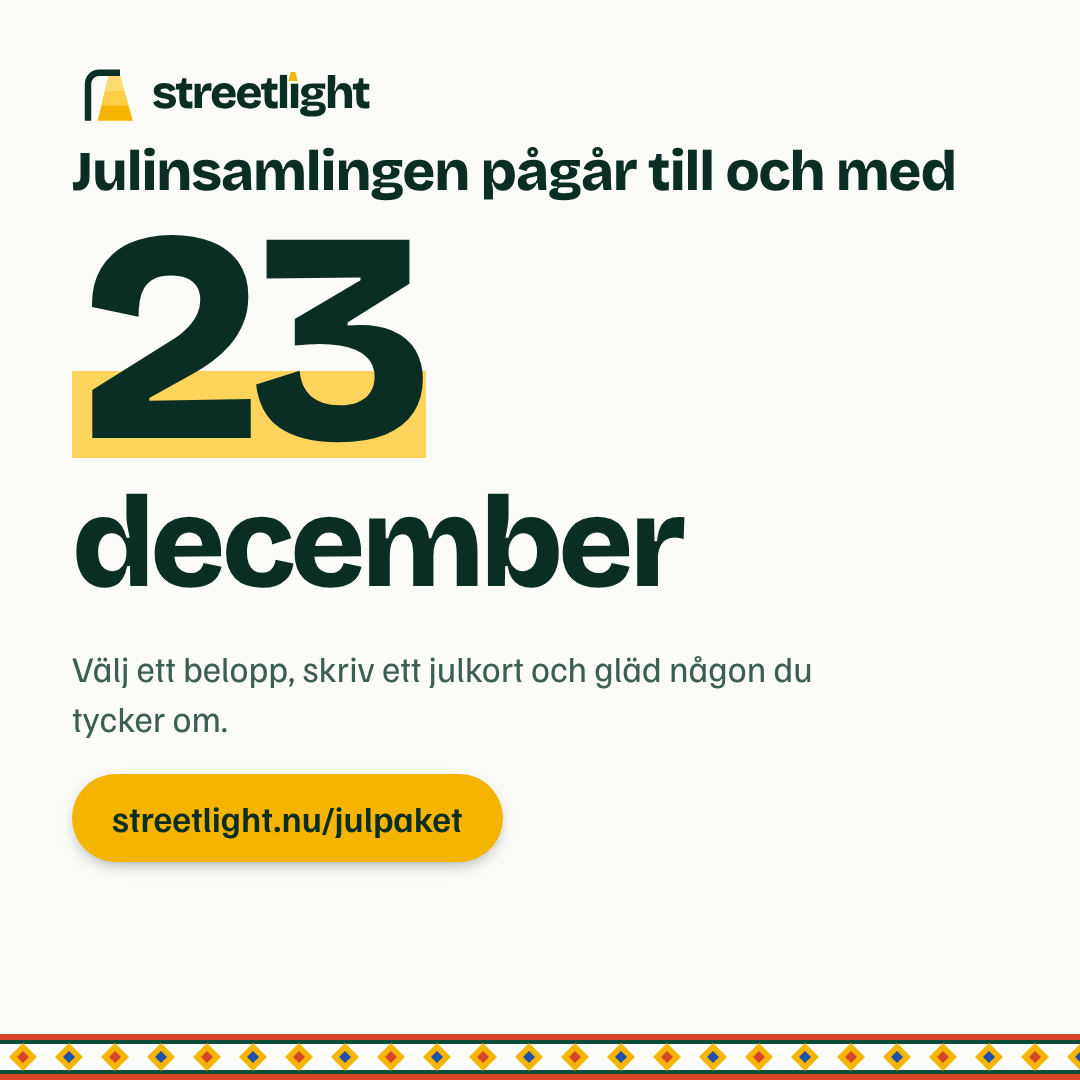 streetlight
Julinsamlingen pågår till och med
23
december
Välj ett belopp, skriv ett julkort och gläd någon du
tycker om.
streetlight.nu/julpaket